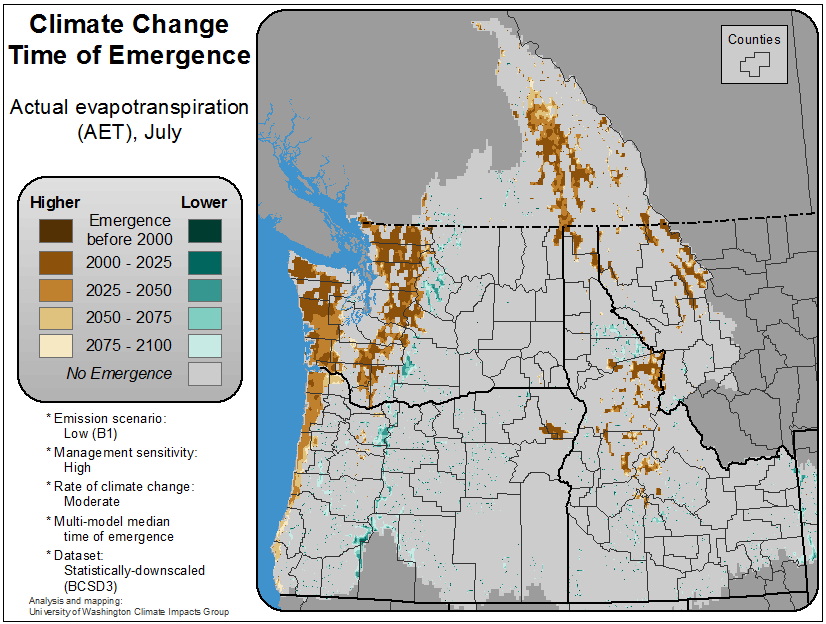 Climate Change
Time of Emergence
Actual evapotranspiration
(AET), July
Higher
Lower
Emergence
before 2000
2000 - 2025
2025 - 2050
2050 - 2075
2075 - 2100
No Emergence
* Emission scenario:
Low (B1)
* Management sensitivity:
High
* Rate of climate change:
Moderate
* Multi-model median
time of emergence
* Dataset:
Statistically-downscaled
(BCSD3)
Analysis and mapping:
University of Washington Climate Impacts Group
Counties